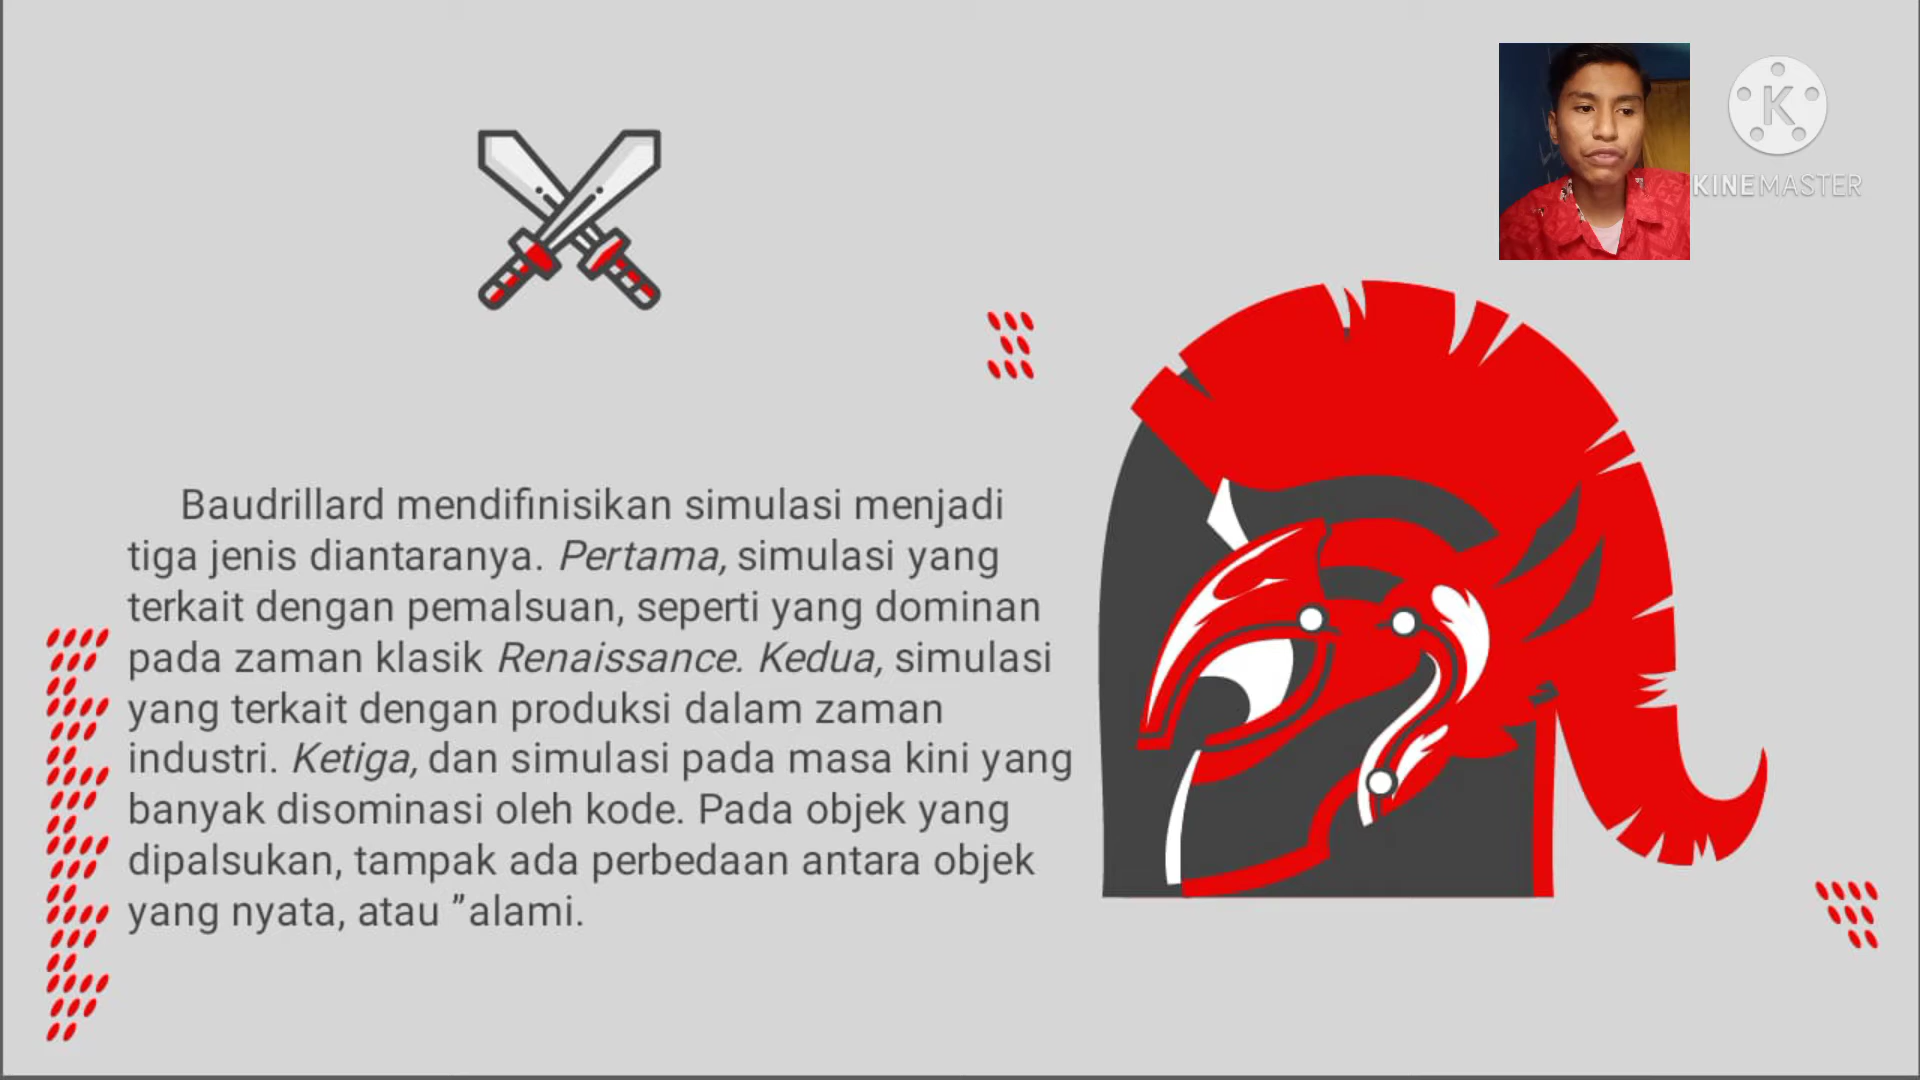 K
KINEMASTER
Baudrillard mendifinisikan simulasi menjadi
tiga jenis diantaranya. Pertama, simulasi yang
terkait dengan pemalsuan, seperti yang dominan
pada zaman klasik Renaissance. Kedua, simulasi
yang terkait dengan produksi dalam zaman
industri. Ketiga, dan simulasi pada masa kini yang
banyak disominasi oleh kode. Pada objek yang
dipalsukan, tampak ada perbedaan antara objek
yang nyata, atau ”alami.